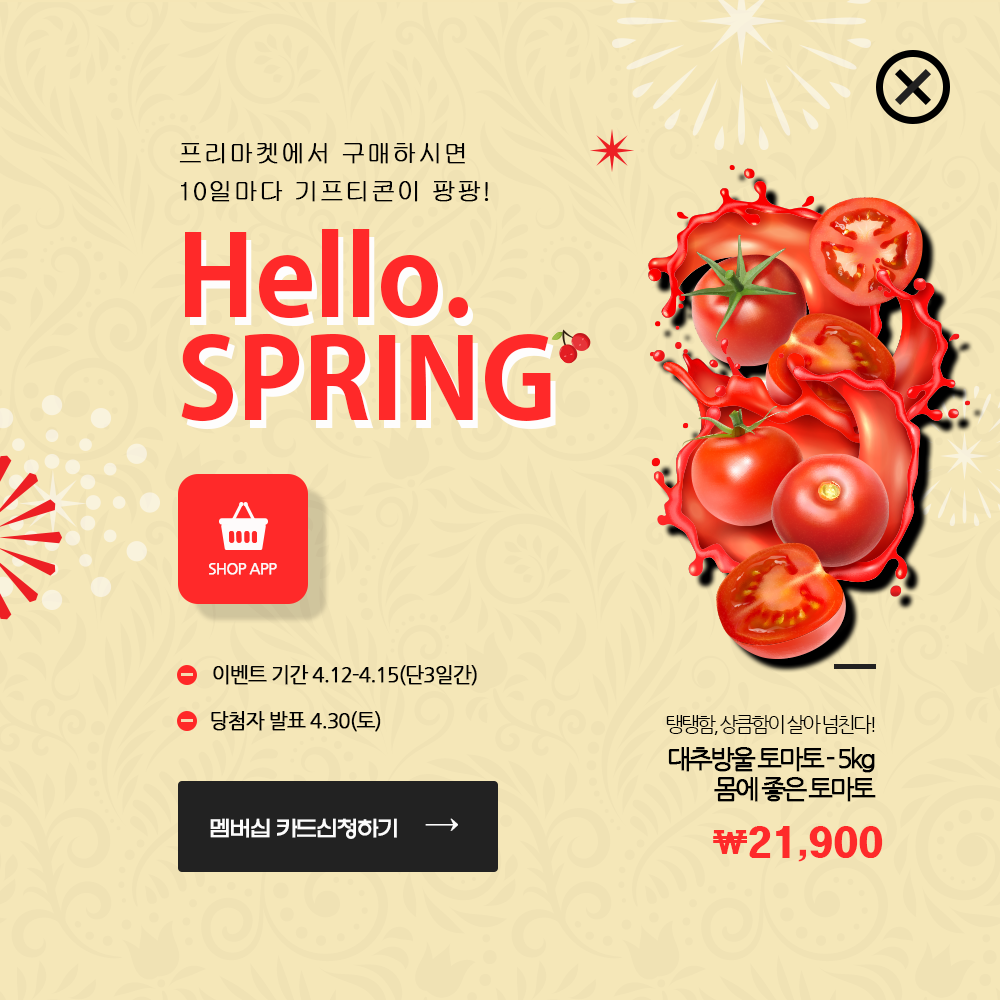 프리마켓에서 구매하시면
10일마다 기프티콘이 팡팡!
Hello.
SPRING
SHOP APP
이벤트 기간 4.12-4.15(단3일간)
당첨자 발표 4.30(토)
멤버십 카드신청하기 →
탱탱함, 상큼함이 살아 넘친다!
대추방울 토마토 - 5kg
몸에 좋은 토마토
₩21,900